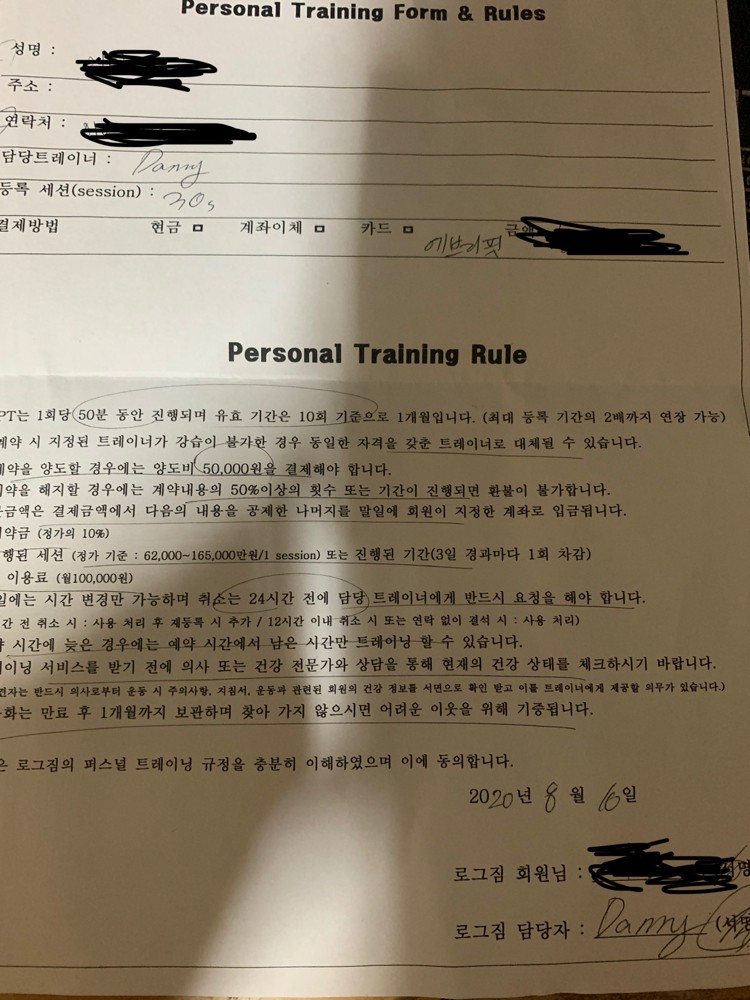 Personal Training Form & Rules
성명 :
주소 :
연락처 :
담당트레이너 : Danny
등록 세션(session) : 30s
결제방법 현금 □ 계좌이체 □ 카드 □ 에브리핏
Personal Training Rule
PT는 1회당 50분 동안 진행되며 유효 기간은 10회 기준으로 1개월입니다. (최대 등록 기간의 2배까지 연장 가능)
예약 시 지정된 트레이너가 강습이 불가한 경우 동일한 자격을 갖춘 트레이너로 대체될 수 있습니다.
계약을 양도할 경우에는 양도비 50,000원을 결제해야 합니다.
계약을 해지할 경우에는 계약내용의 50%이상의 횟수 또는 기간이 진행되면 환불이 불가합니다.
결제금액에서 다음의 내용을 공제한 나머지를 말일에 회원이 지정한 계좌로 입금됩니다.
약금 (정가의 10%)
행된 세션 (정가 기준 : 62,000~165,000만원/1 session) 또는 진행된 기간(3일 경과마다 1회 차감)
이용료 (월100,000원)
일에는 시간 변경만 가능하며 취소는 24시간 전에 담당 트레이너에게 반드시 요청을 해야 합니다.
간 전 취소 시 : 사용 처리 후 재등록 시 추가 / 12시간 이내 취소 시 또는 연락 없이 결석 시 : 사용 처리)
시간에 늦은 경우에는 예약 시간에서 남은 시간만 트레이닝 할 수 있습니다.
이닝 서비스를 받기 전에 의사 또는 건강 전문가와 상담을 통해 현재의 건강 상태를 체크하시기 바랍니다.
견자는 반드시 의사로부터 운동 시 주의사항, 지침서, 운동과 관련된 회원의 건강 정보를 서면으로 확인 받고 이를 트레이너에게 제공할 의무가 있습니다.)
화는 만료 후 1개월까지 보관하며 찾아 가지 않으시면 어려운 이웃을 위해 기증됩니다.
은 로그짐의 퍼스널 트레이닝 규정을 충분히 이해하였으며 이에 동의합니다.
2020년 8월 16일
로그짐 회원님 :
로그짐 담당자 : Danny